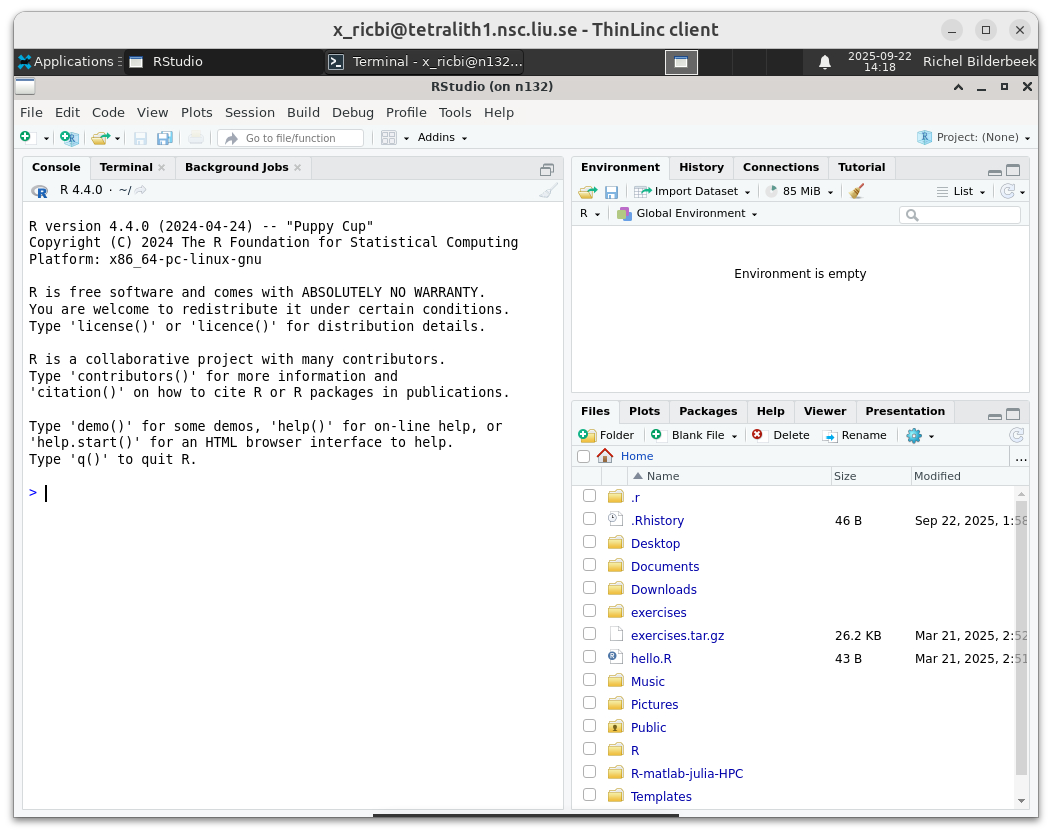 x_ricbi@tetralith1.nsc.liu.se - ThinLinc client
Applications
RStudio
Terminal - x_ricbi@n132...
2025-09-22
14:18
Richel Bilderbeek
RStudio (on n132)
File Edit Code View Plots Session Build Debug Profile Tools Help
Go to file/function
Addins
Project: (None)
Console Terminal Background Jobs
R 4.4.0 · ~/
R version 4.4.0 (2024-04-24) -- "Puppy Cup"
Copyright (C) 2024 The R Foundation for Statistical Computing
Platform: x86_64-pc-linux-gnu
R is free software and comes with ABSOLUTELY NO WARRANTY.
You are welcome to redistribute it under certain conditions.
Type 'license()' or 'licence()' for distribution details.
R is a collaborative project with many contributors.
Type 'contributors()' for more information and
'citation()' on how to cite R or R packages in publications.
Type 'demo()' for some demos, 'help()' for on-line help, or
'help.start()' for an HTML browser interface to help.
Type 'q()' to quit R.
>
Environment History Connections Tutorial
Import Dataset 85 MiB List
R Global Environment
Environment is empty
Files Plots Packages Help Viewer Presentation
Folder Blank File Delete Rename
Home ...
Name Size Modified
.r
.Rhistory 46 B Sep 22, 2025, 1:58
Desktop
Documents
Downloads
exercises
exercises.tar.gz 26.2 KB Mar 21, 2025, 2:52
hello.R 43 B Mar 21, 2025, 2:51
Music
Pictures
Public
R
R-matlab-julia-HPC
Templates